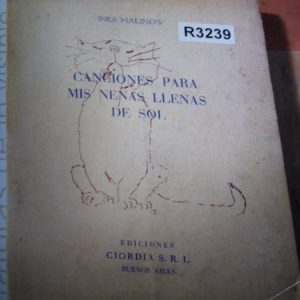 INES MALINOW
R3239
CANCIONES PARA
MIS NENAS LLENAS
DE SOL
EDICIONES
CIORDIA S. R. L.
BUENOS AIRES